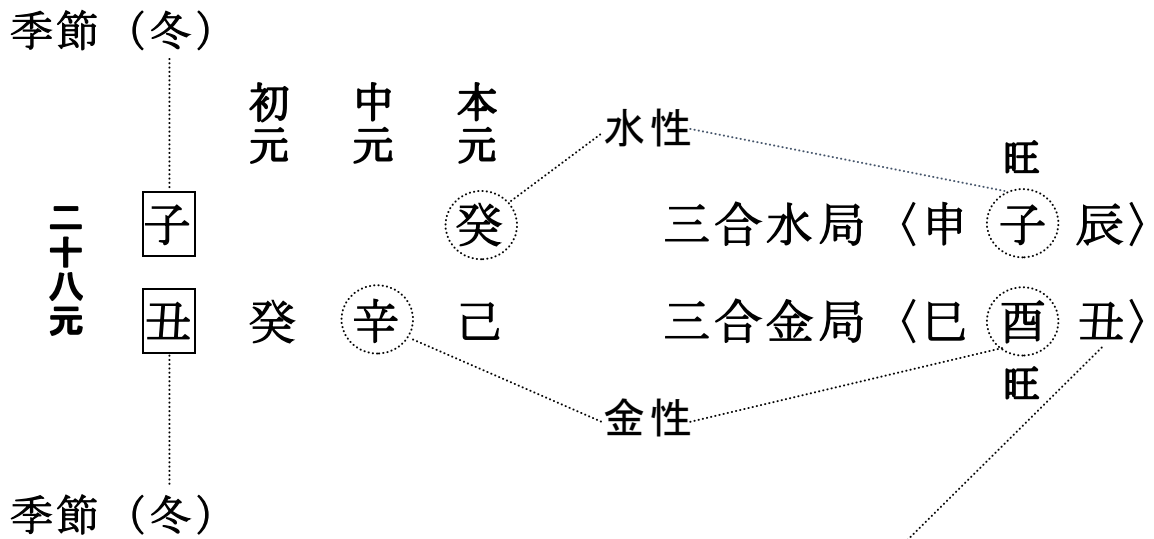 季節（冬）
初元 中元 本元
水性
旺
二十八元
子 癸 三合水局〈申子辰〉
丑 癸 辛 己 三合金局〈巳酉丑〉
旺
金性
季節（冬）